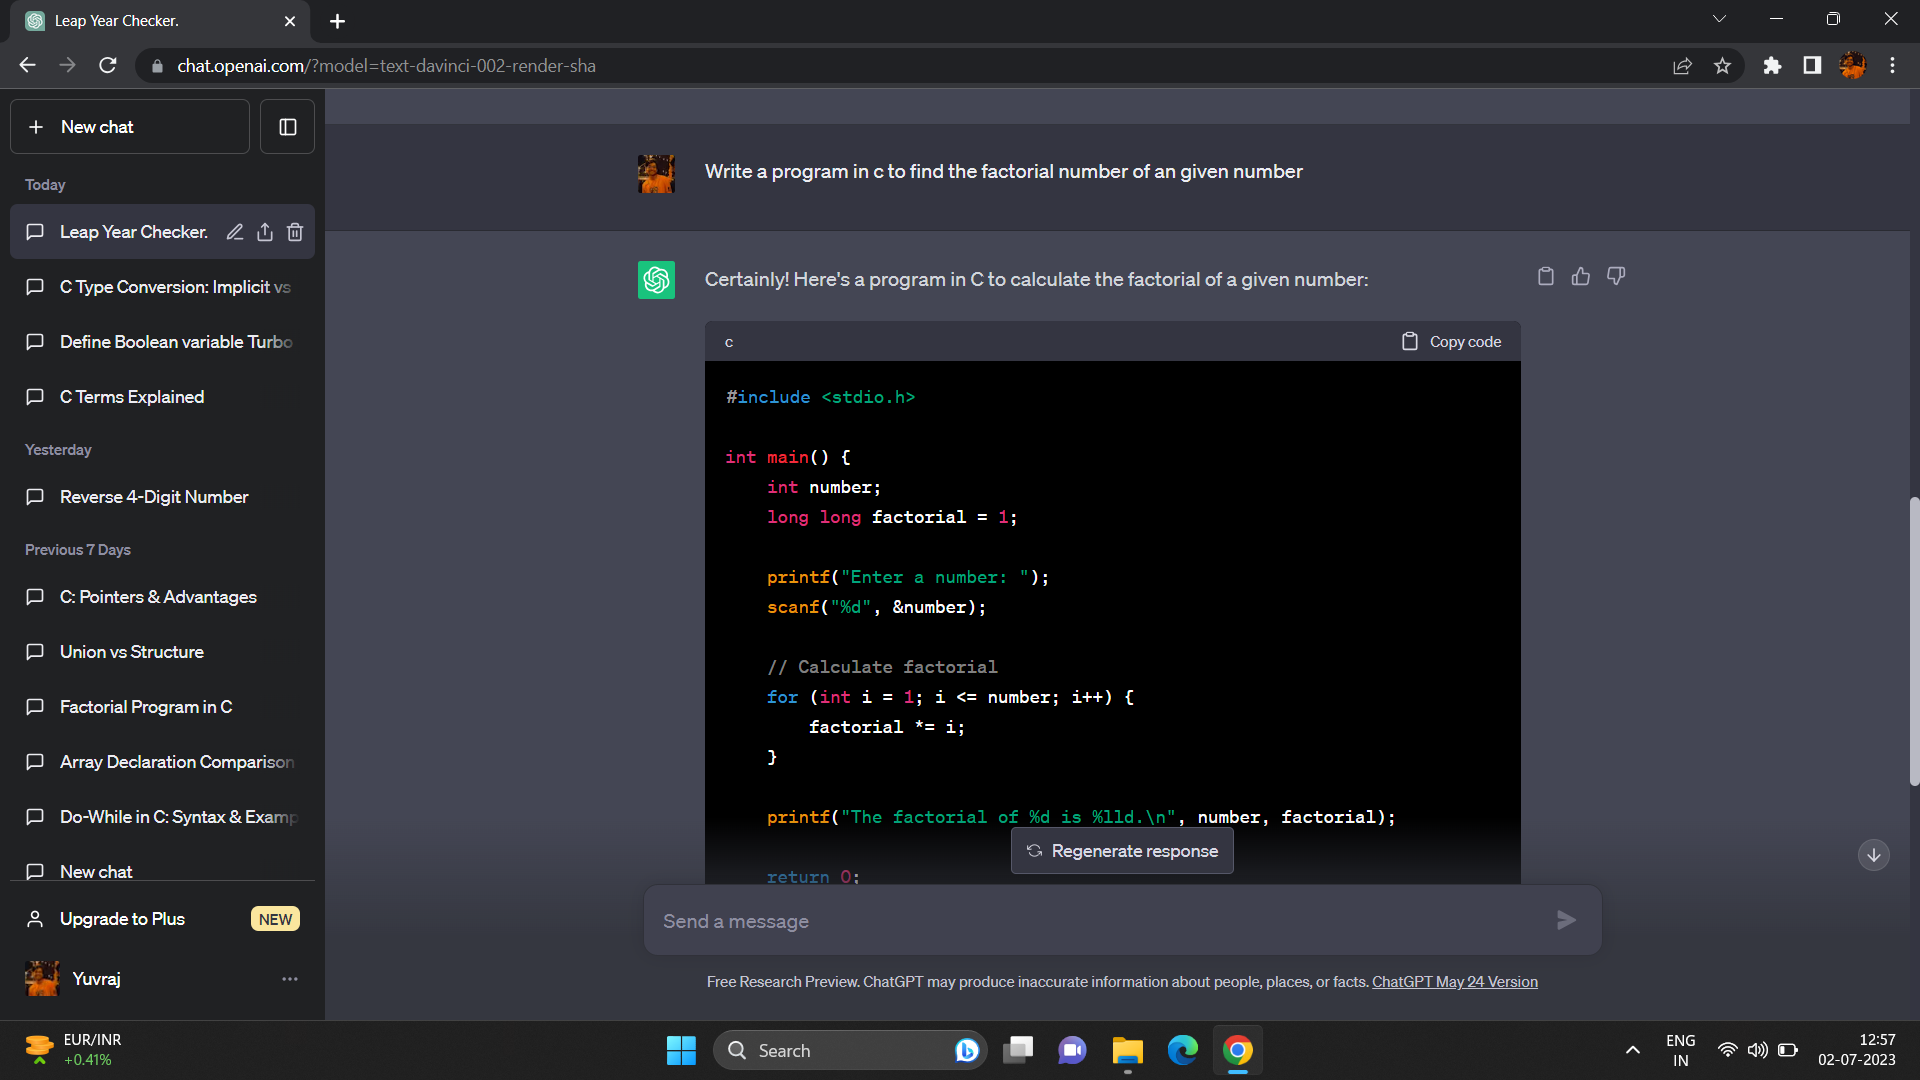 Leap Year Checker.
chat.openai.com/?model=text-davinci-002-render-sha
New chat
Today
Leap Year Checker.
C Type Conversion: Implicit vs
Define Boolean variable Turbo
C Terms Explained
Yesterday
Reverse 4-Digit Number
Previous 7 Days
C: Pointers & Advantages
Union vs Structure
Factorial Program in C
Array Declaration Comparison
Do-While in C: Syntax & Examp
New chat
Upgrade to Plus NEW
Yuvraj
Write a program in c to find the factorial number of an given number
Certainly! Here's a program in C to calculate the factorial of a given number:
c Copy code
#include <stdio.h>
int main() {
    int number;
    long long factorial = 1;
    printf("Enter a number: ");
    scanf("%d", &number);
    // Calculate factorial
    for (int i = 1; i <= number; i++) {
        factorial *= i;
    }
    printf("The factorial of %d is %lld.\n", number, factorial);
    return 0;
Regenerate response
Send a message
Free Research Preview. ChatGPT may produce inaccurate information about people, places, or facts. ChatGPT May 24 Version
EUR/INR
+0.41%
Search
ENG
IN
12:57
02-07-2023